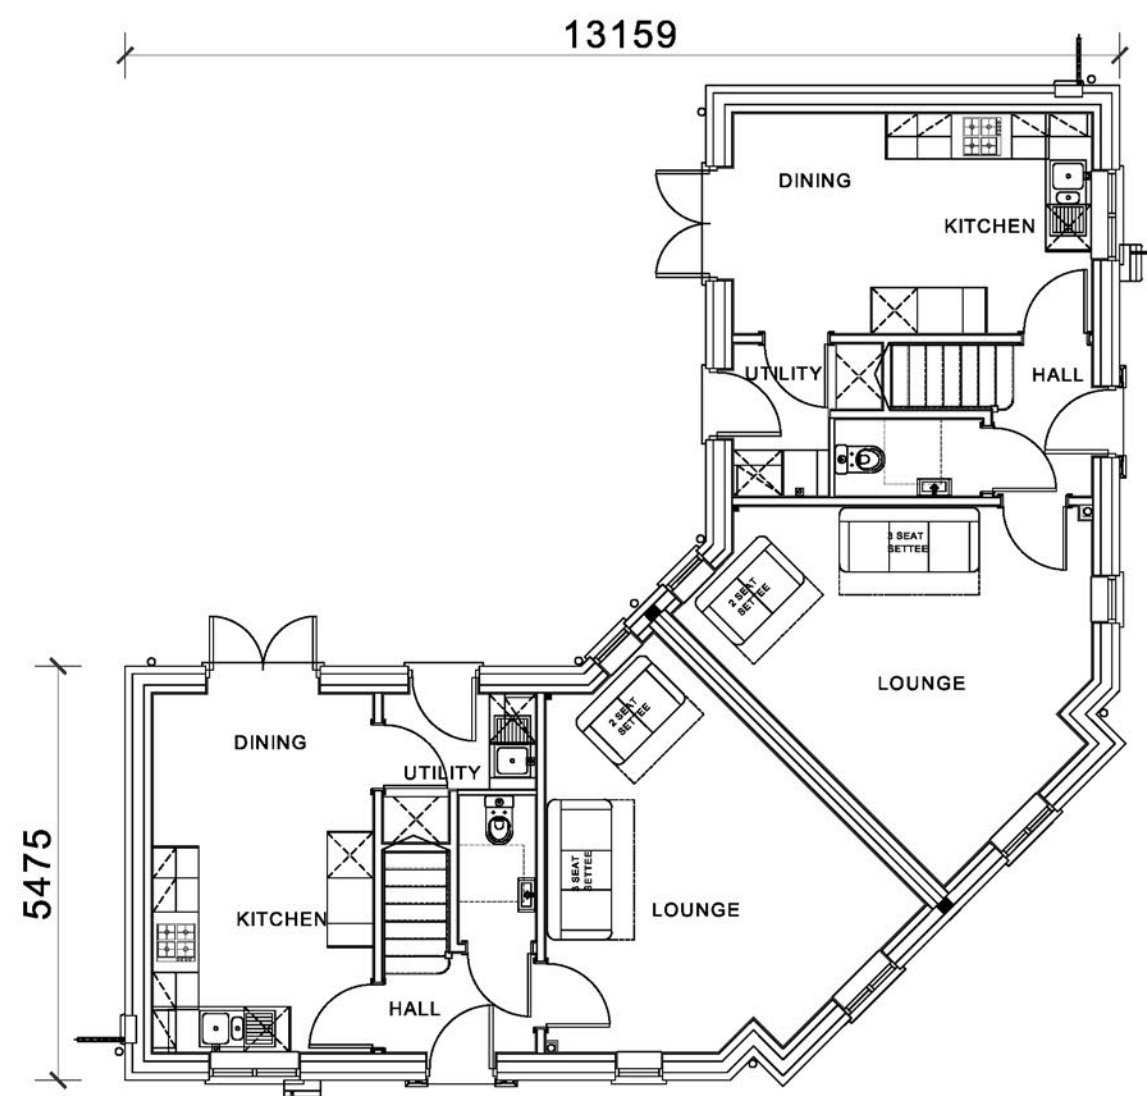 13159
DINING
KITCHEN
UTILITY
HALL
3 SEAT
SETTEE
2 SEAT
SETTEE
LOUNGE
2 SEAT
SETTEE
DINING
UTILITY
5475
3 SEAT
SETTEE
LOUNGE
KITCHEN
HALL